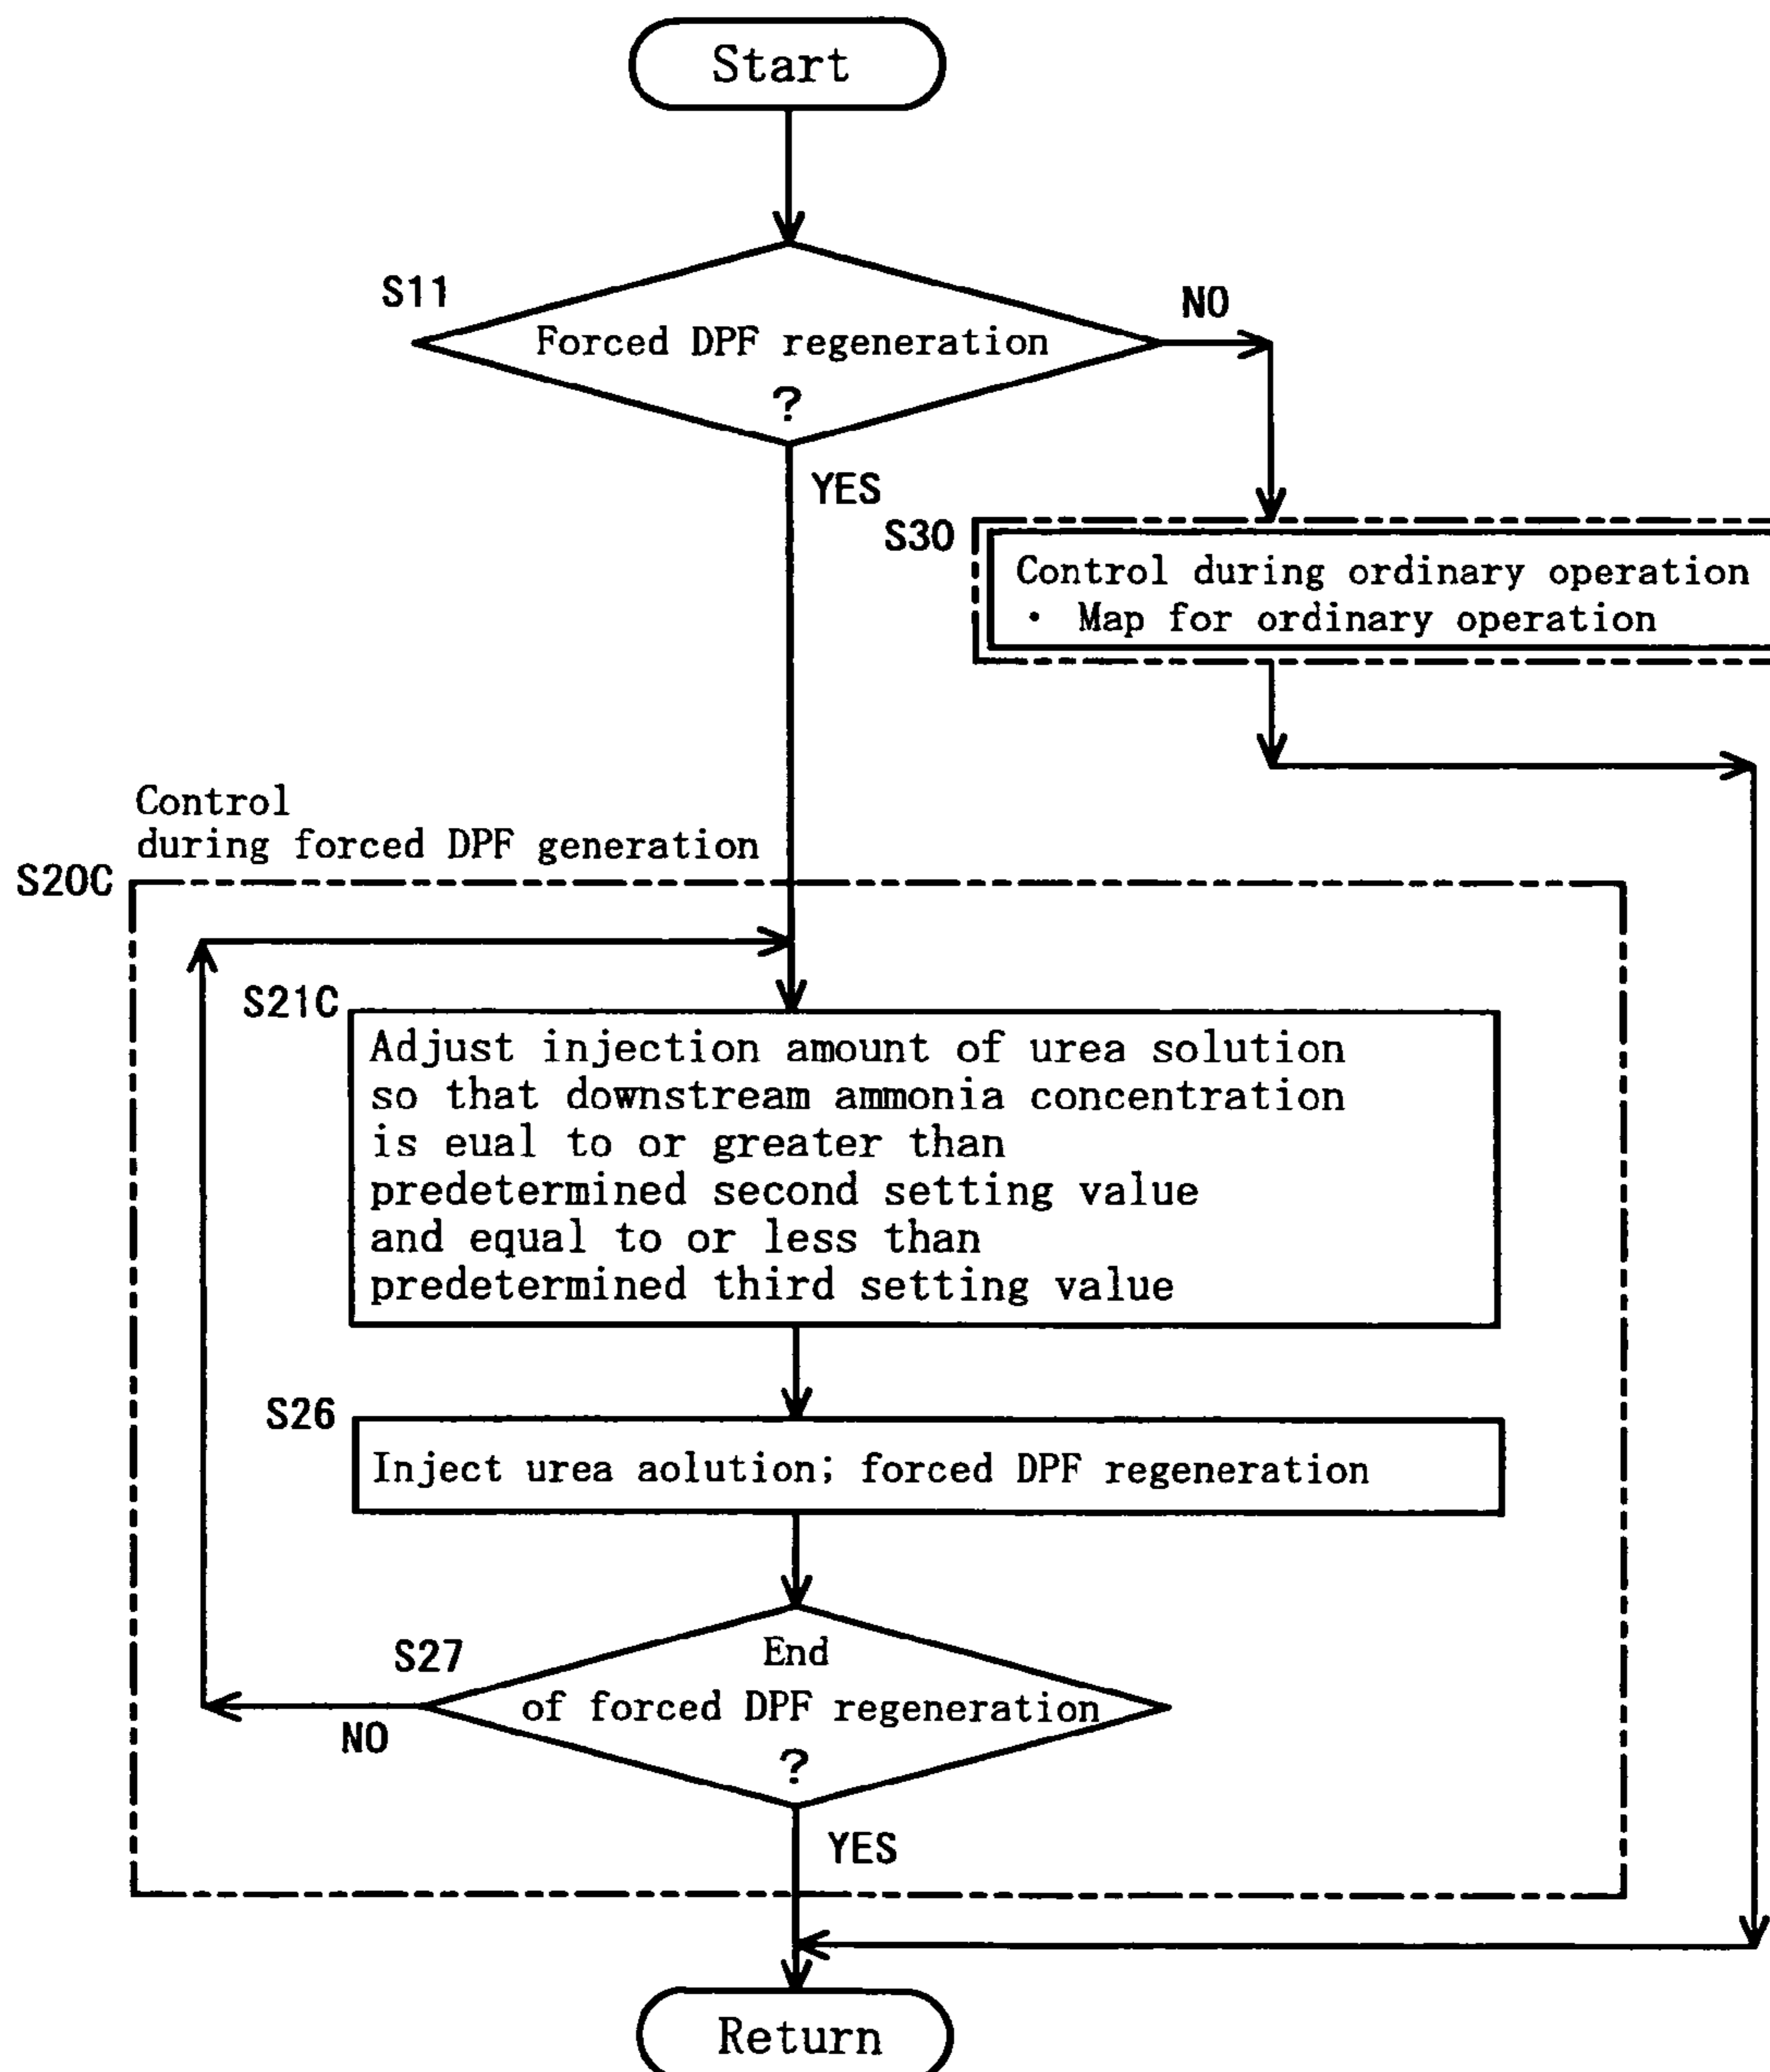 Start
S11
Forced DPF regeneration
?
NO
YES
S30
Control during ordinary operation
・ Map for ordinary operation
Control
during forced DPF generation
S20C
S21C
Adjust injection amount of urea solution
so that downstream ammonia concentration
is eual to or greater than
predetermined second setting value
and equal to or less than
predetermined third setting value
S26
Inject urea aolution; forced DPF regeneration
S27
End
of forced DPF regeneration
?
NO
YES
Return